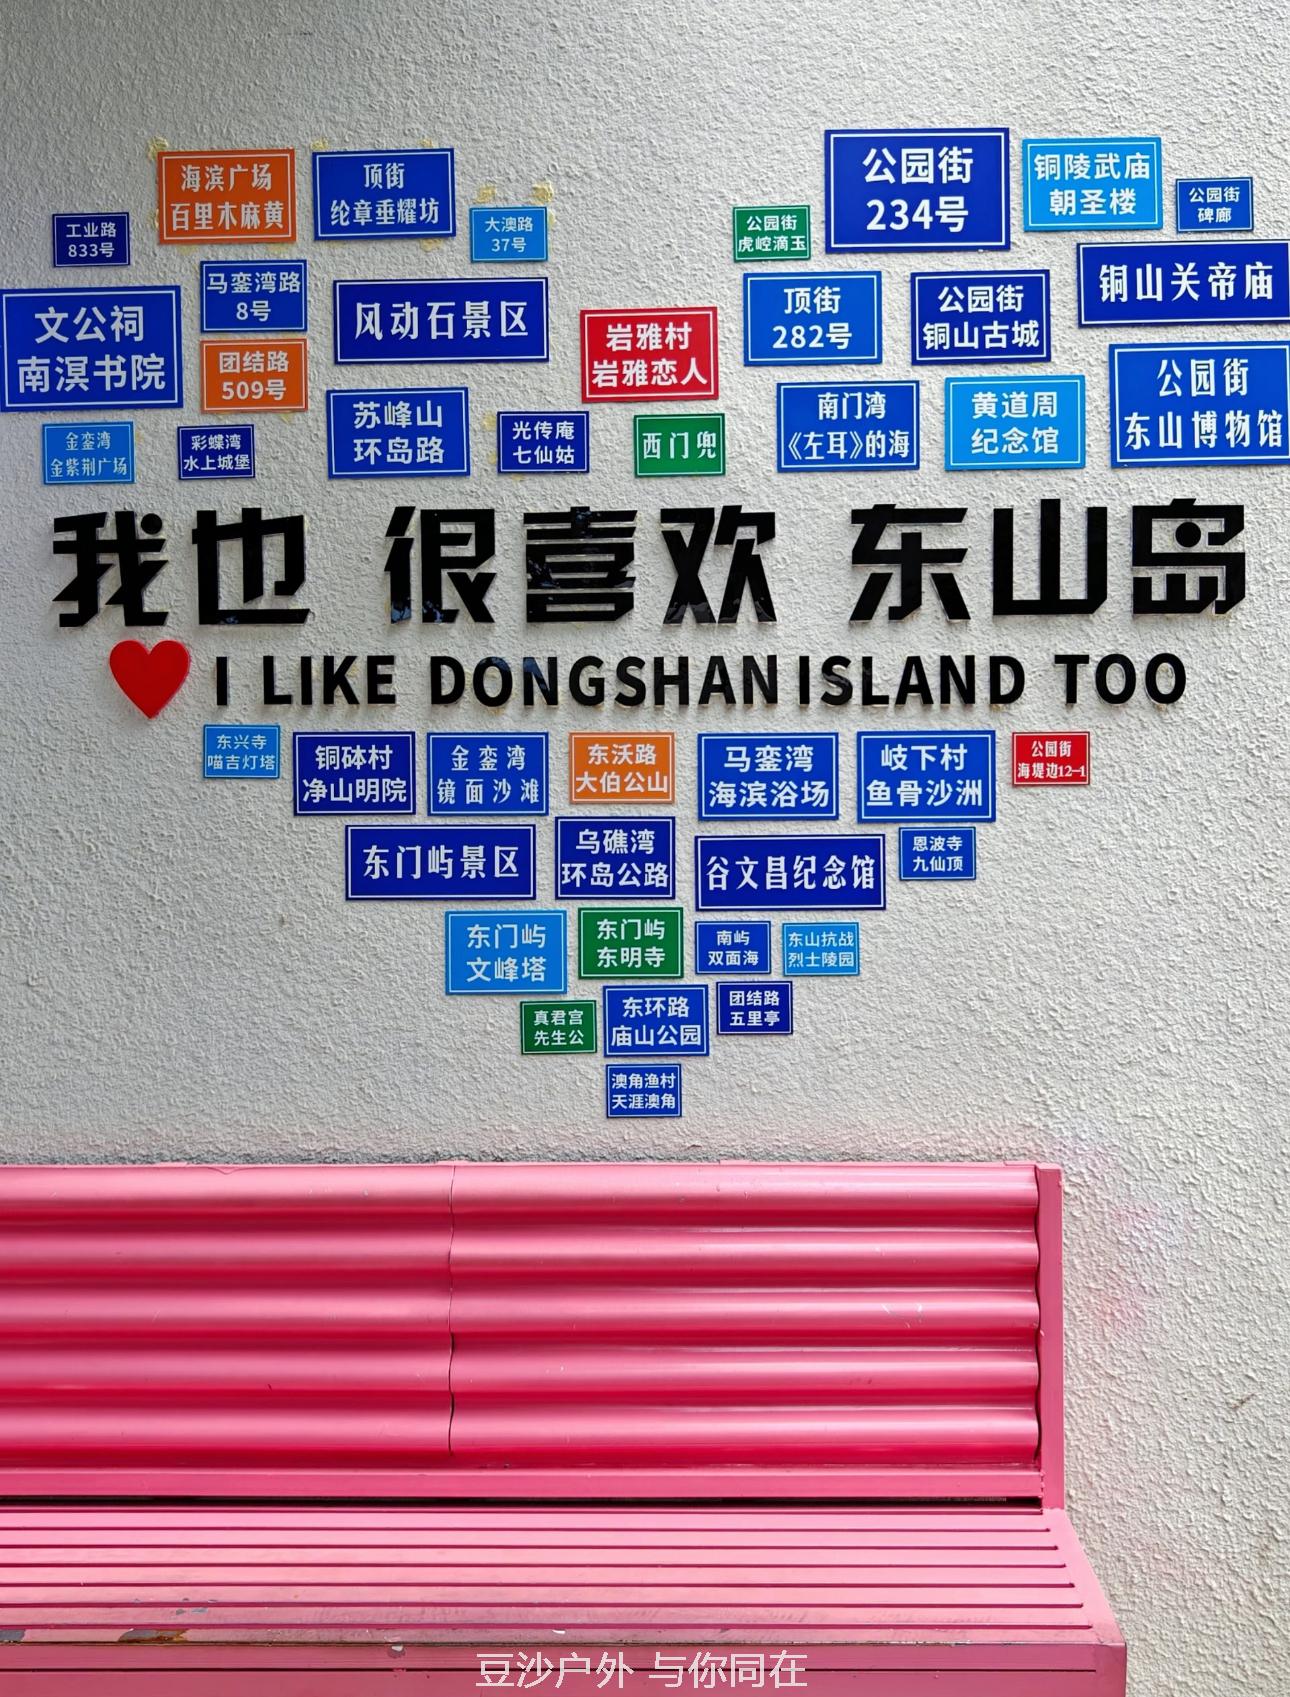 海滨广场
百里木麻黄
顶街
纶章垂耀坊
公园街
234号
铜陵武庙
朝圣楼
公园街
碑廊
工业路
833号
大澳路
37号
公园街
虎崆滴玉
马銮湾路
8号
风动石景区
文公祠
南溟书院
岩雅村
岩雅恋人
顶街
282号
公园街
铜山古城
铜山关帝庙
团结路
509号
苏峰山
环岛路
光传庵
七仙姑
西门兜
南门湾
《左耳》的海
黄道周
纪念馆
公园街
东山博物馆
金銮湾
金紫荆广场
彩蝶湾
水上城堡
我也 很喜欢 东山岛
I LIKE DONGSHAN ISLAND TOO
东兴寺
喵吉灯塔
铜砵村
净山明院
金銮湾
镜面沙滩
东沃路
大伯公山
马銮湾
海滨浴场
岐下村
鱼骨沙洲
公园街
海堤边12-1
东门屿景区
乌礁湾
环岛公路
谷文昌纪念馆
恩波寺
九仙顶
东门屿
文峰塔
东门屿
东明寺
南屿
双面海
东山抗战
烈士陵园
真君宫
先生公
东环路
庙山公园
团结路
五里亭
澳角渔村
天涯澳角
豆沙户外 与你同在